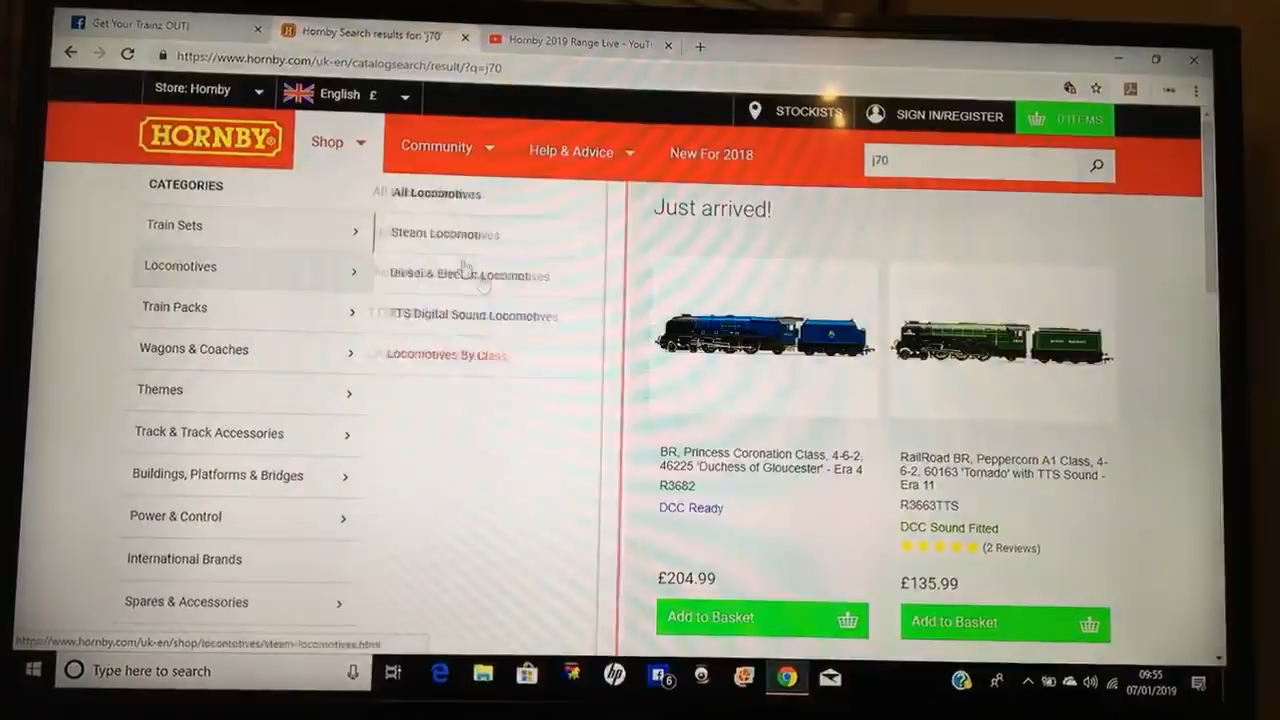 Get Your Trainz OUT!
Hornby Search results for 'j70'
Hornby 2019 Range Live - YouT
https://www.hornby.com/uk-en/catalogsearch/result/?q=j70
Store: Hornby
English £
STOCKISTS
SIGN IN/REGISTER
0 ITEMS
HORNBY®
Shop
Community
Help & Advice
New For 2018
j70
CATEGORIES
Train Sets
Locomotives
Train Packs
Wagons & Coaches
Themes
Track & Track Accessories
Buildings, Platforms & Bridges
Power & Control
International Brands
Spares & Accessories
All Locomotives
Steam Locomotives
Diesel & Electric Locomotives
TTS Digital Sound Locomotives
Locomotives By Class
Just arrived!
BR, Princess Coronation Class, 4-6-2,
46225 'Duchess of Gloucester' - Era 4
R3682
DCC Ready
£204.99
Add to Basket
RailRoad BR, Peppercorn A1 Class, 4-
6-2, 60163 'Tornado' with TTS Sound -
Era 11
R3663TTS
DCC Sound Fitted
(2 Reviews)
£135.99
Add to Basket
https://www.hornby.com/uk-en/shop/locomotives/steam-locomotives.html
Type here to search
hp
6
09:55
07/01/2019